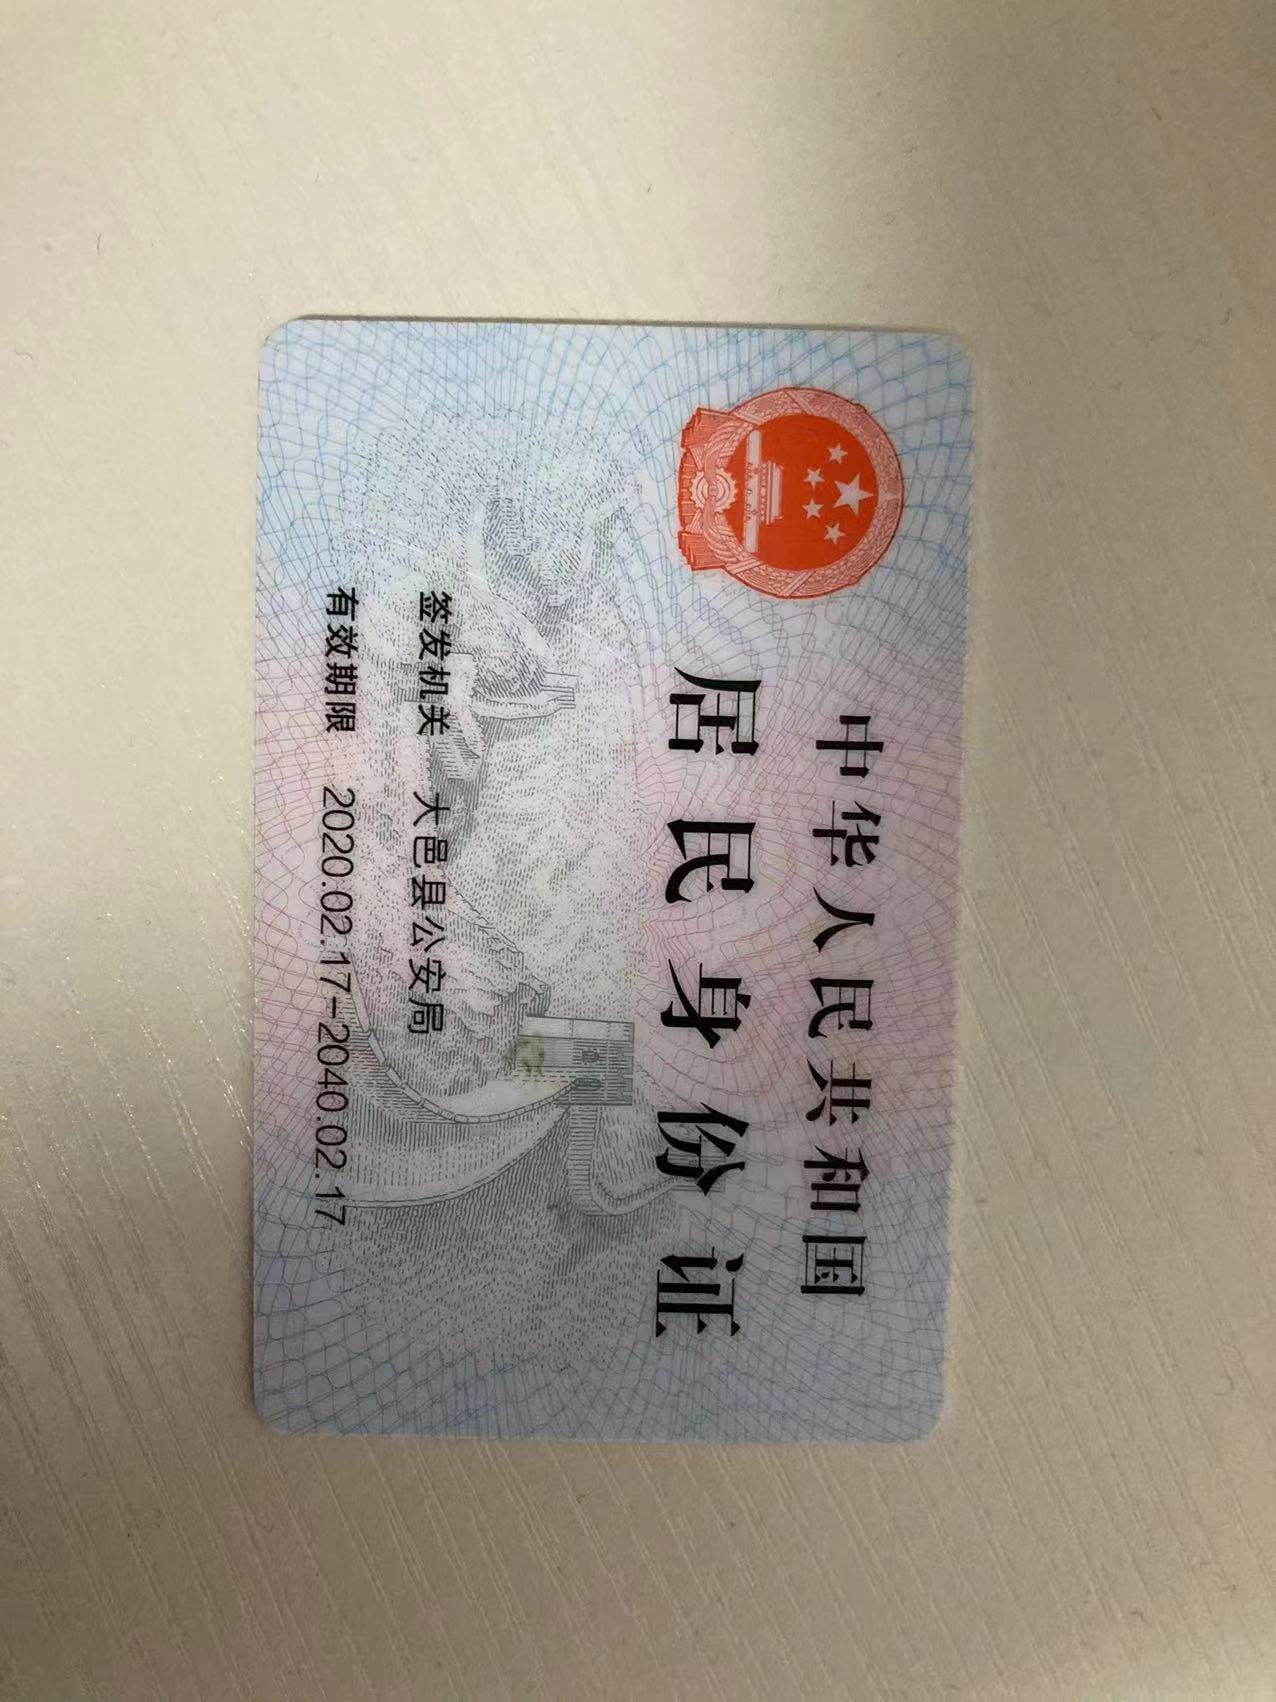 中华人民共和国
居民身份证
签发机关 大邑县公安局
有效期限 2020.02.17-2040.02.17